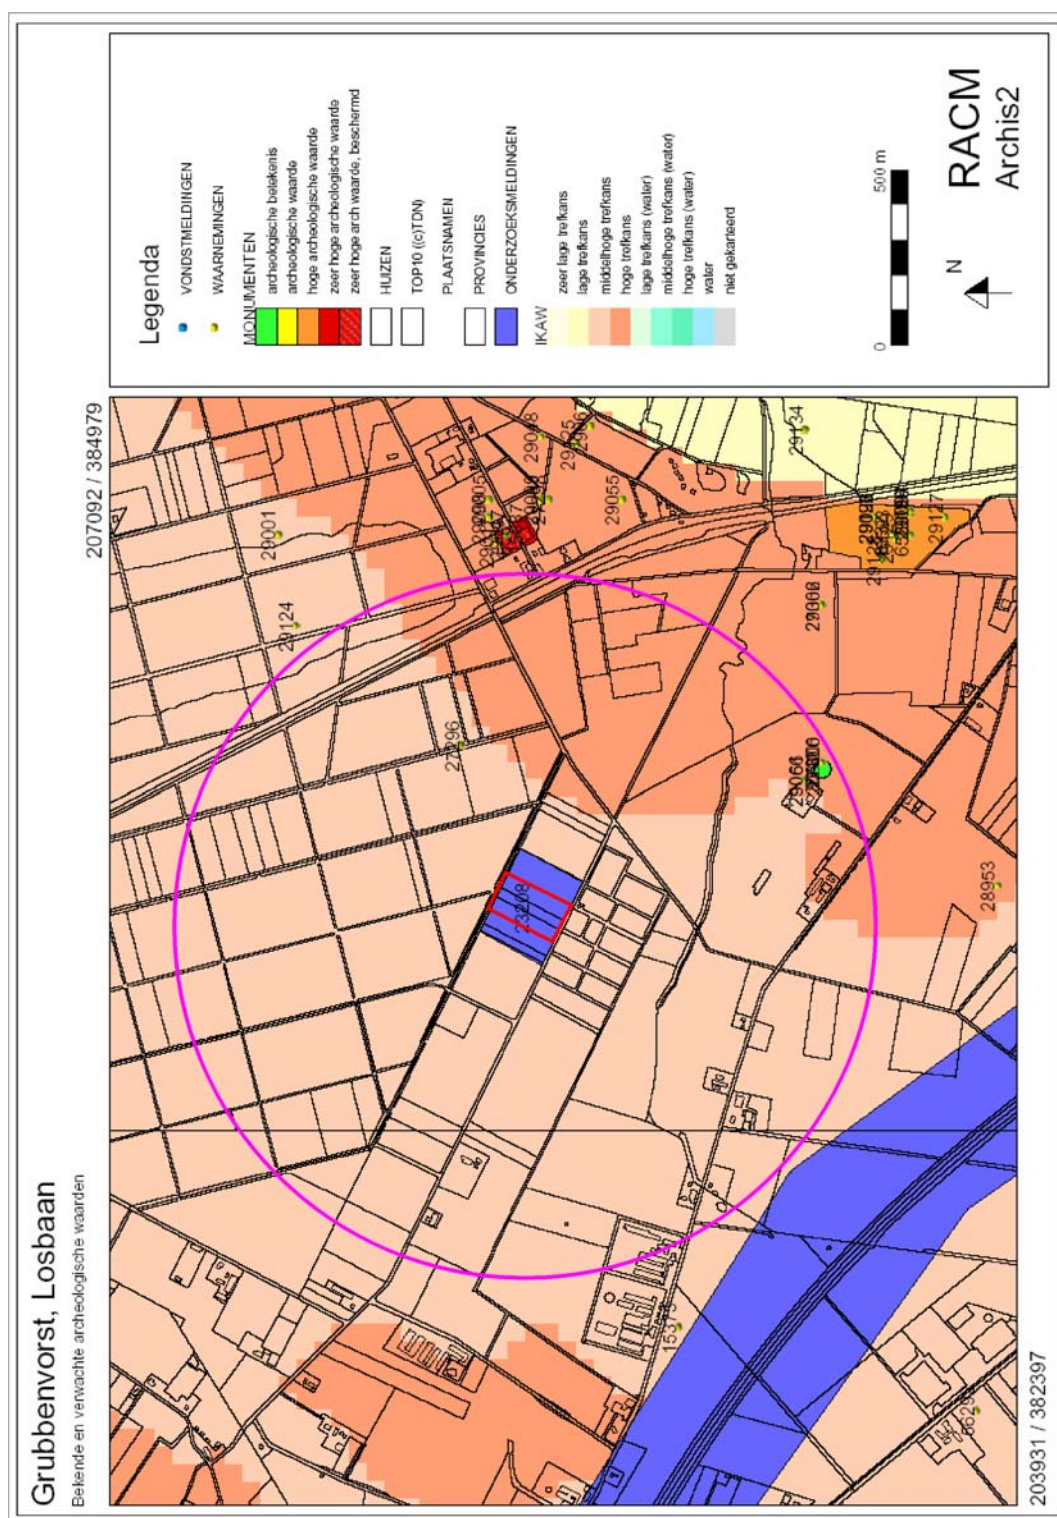 Grubbenvorst, Losbaan
Bekende en verwachte archeologische waarden
207092 / 384979
203931 / 382397
Legenda
VONDSTMELDINGEN
WAARNEMINGEN
MONUMENTEN
archeologische betekenis
archeologische waarde
hoge archeologische waarde
zeer hoge archeologische waarde
zeer hoge arch waarde, beschermd
HUIZEN
TOP10 ((c)TDN)
PLAATSNAMEN
PROVINCIES
ONDERZOEKSMELDINGEN
IKAW
zeer lage trefkans
lage trefkans
middelhoge trefkans
hoge trefkans
lage trefkans (water)
middelhoge trefkans (water)
hoge trefkans (water)
water
niet gekarteerd
0
500 m
N
RACM
Archis2
29001
29124
27296
29055
29134
29127
28953
15373